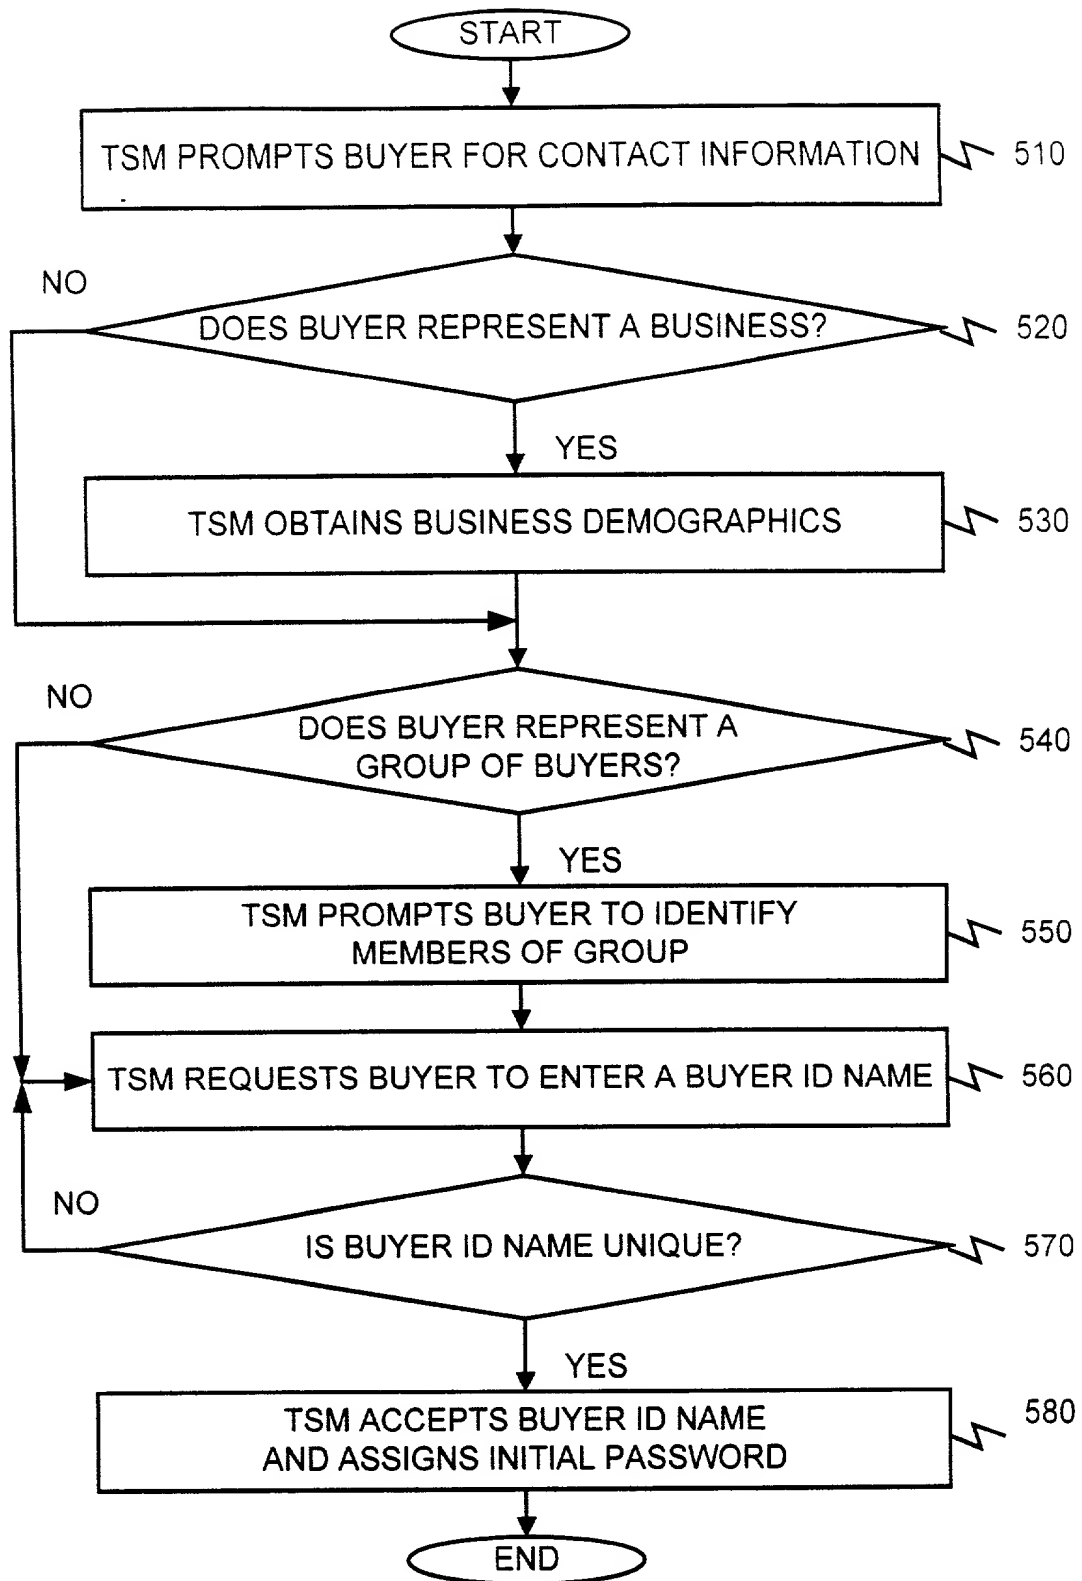 START
TSM PROMPTS BUYER FOR CONTACT INFORMATION
510
NO
DOES BUYER REPRESENT A BUSINESS?
520
YES
TSM OBTAINS BUSINESS DEMOGRAPHICS
530
NO
DOES BUYER REPRESENT A
GROUP OF BUYERS?
540
YES
TSM PROMPTS BUYER TO IDENTIFY
MEMBERS OF GROUP
550
TSM REQUESTS BUYER TO ENTER A BUYER ID NAME
560
NO
IS BUYER ID NAME UNIQUE?
570
YES
TSM ACCEPTS BUYER ID NAME
AND ASSIGNS INITIAL PASSWORD
580
END